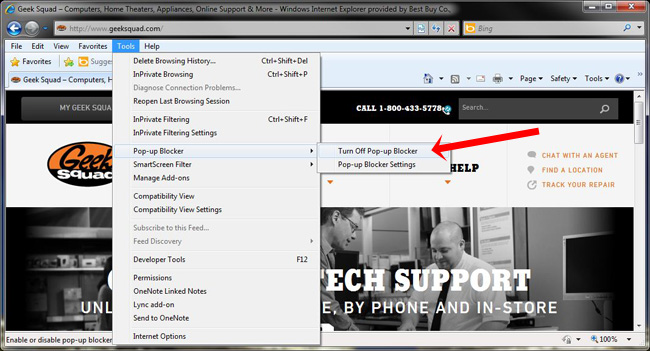 Geek Squad – Computers, Home Theaters, Appliances, Online Support & More - Windows Internet Explorer provided by Best Buy Co.
http://www.geeksquad.com/
Bing
File Edit View Favorites Tools Help
Favorites
Geek Squad – Computers, Hom
Page Safety Tools
Delete Browsing History... Ctrl+Shift+Del
InPrivate Browsing Ctrl+Shift+P
Diagnose Connection Problems...
Reopen Last Browsing Session
InPrivate Filtering Ctrl+Shift+F
InPrivate Filtering Settings
Pop-up Blocker
SmartScreen Filter
Manage Add-ons
Compatibility View
Compatibility View Settings
Subscribe to this Feed...
Feed Discovery
Developer Tools F12
Permissions
OneNote Linked Notes
Lync add-on
Send to OneNote
Internet Options
Turn Off Pop-up Blocker
Pop-up Blocker Settings
MY GEEK SQUA
CALL 1-800-433-5778
Search...
Geek
Squa
HELP
CHAT WITH AN AGENT
FIND A LOCATION
TRACK YOUR REPAIR
TECH SUPPORT
UNL
E, BY PHONE AND IN-STORE
Enable or disable pop-up blocker
100%